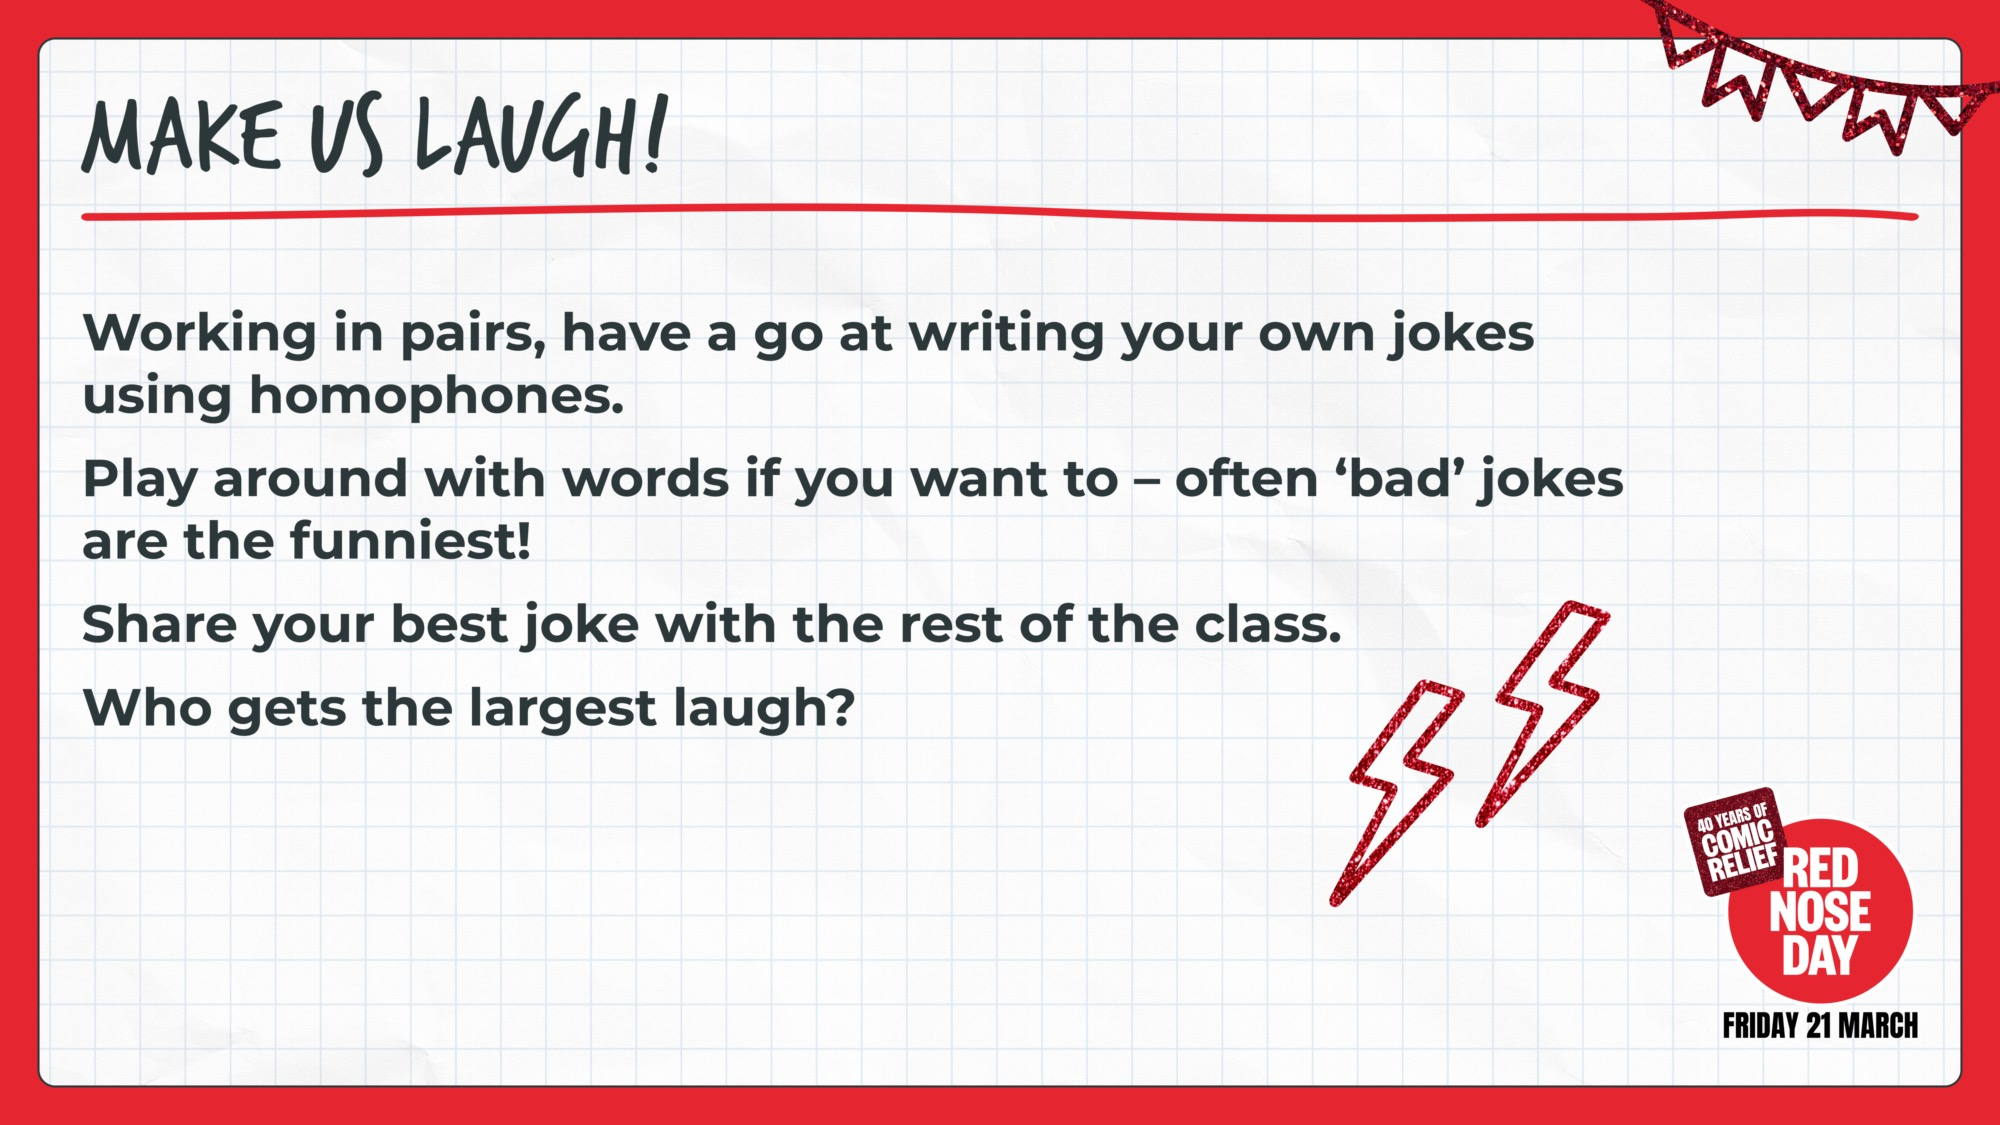 MAKE US LAUGH!
Working in pairs, have a go at writing your own jokes
using homophones.
Play around with words if you want to – often ‘bad’ jokes
are the funniest!
Share your best joke with the rest of the class.
Who gets the largest laugh?
40 YEARS OF
COMIC
RELIEF
RED
NOSE
DAY
FRIDAY 21 MARCH